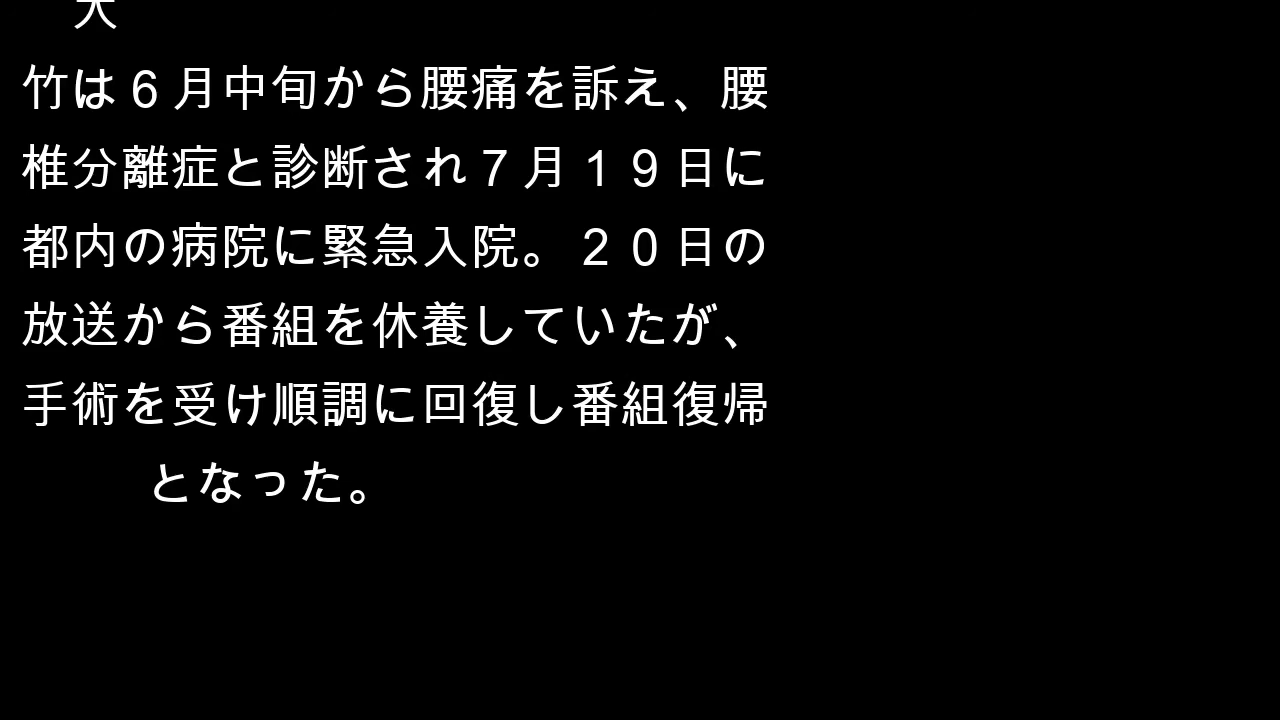 大
竹は６月中旬から腰痛を訴え、腰
椎分離症と診断され７月１９日に
都内の病院に緊急入院。２０日の
放送から番組を休養していたが、
手術を受け順調に回復し番組復帰
となった。